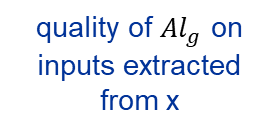 quality of Al_g on
inputs extracted
from x